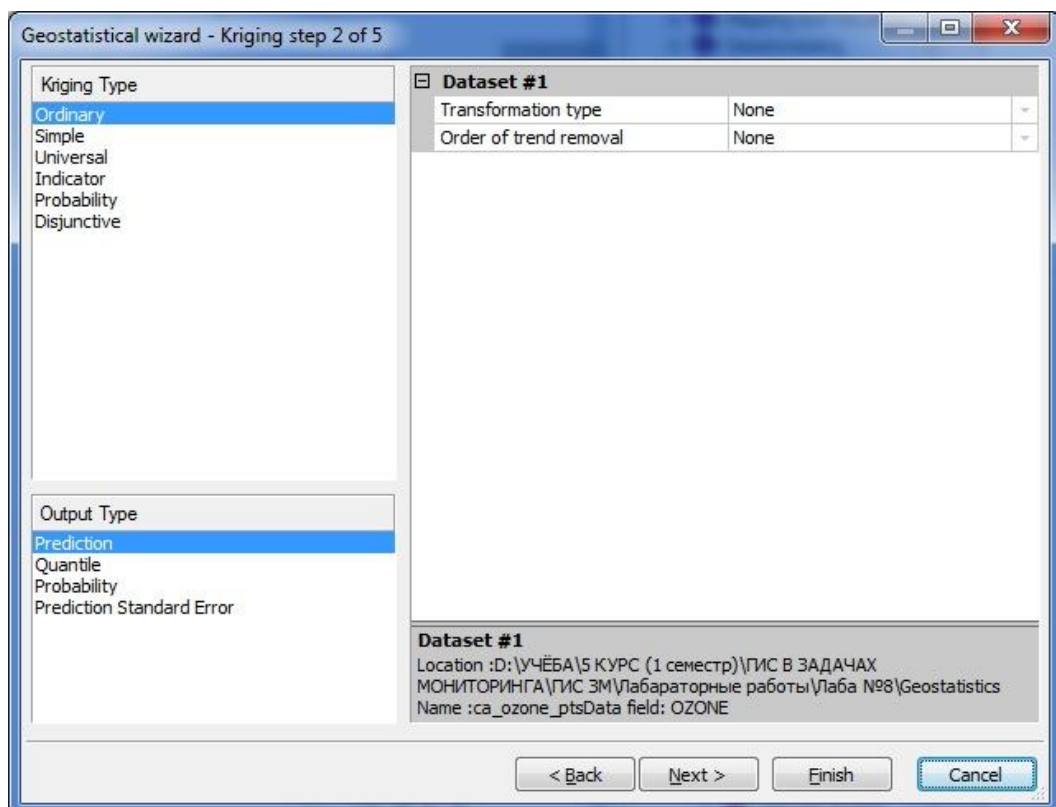 Geostatistical wizard - Kriging step 2 of 5
Kriging Type
Ordinary
Simple
Universal
Indicator
Probability
Disjunctive
Output Type
Prediction
Quantile
Probability
Prediction Standard Error
Dataset #1
Transformation type None
Order of trend removal None
Dataset #1
Location :D:\УЧЁБА\5 КУРС (1 семестр)\ГИС В ЗАДАЧАХ
МОНИТОРИНГА\ГИС ЗМ\Лабараторные работы\Лаба №8\Geostatistics
Name :ca_ozone_ptsData field: OZONE
< Back
Next >
Finish
Cancel